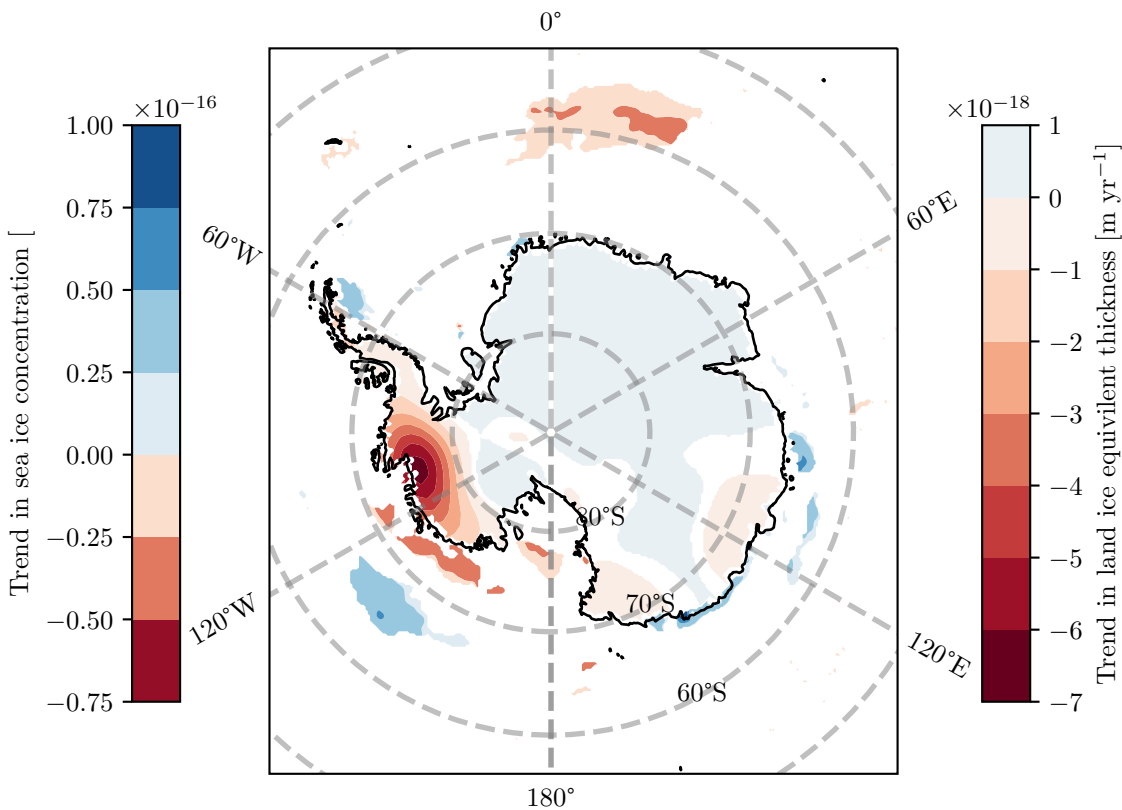 0°
×10⁻¹⁶
1.00
0.75
0.50
0.25
0.00
−0.25
−0.50
−0.75
Trend in sea ice concentration [
60°W
120°W
80°S
70°S
60°S
180°
60°E
120°E
×10⁻¹⁸
1
0
−1
−2
−3
−4
−5
−6
−7
Trend in land ice equivilent thickness [m yr⁻¹]